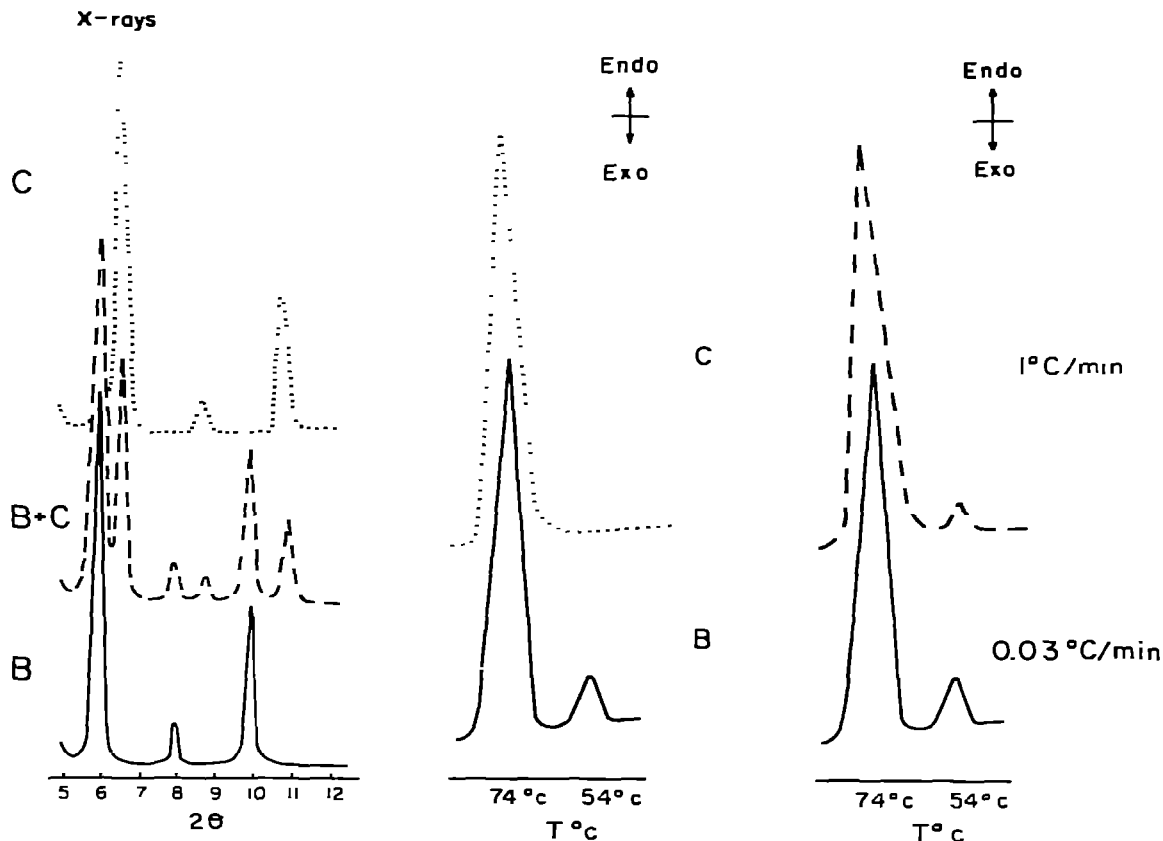 X-rays
C
B+C
B
5 6 7 8 9 10 11 12
2θ
Endo
Exo
74°c 54°c
T°c
Endo
Exo
C
1°C/min
B
0.03°C/min
74°c 54°c
T°c